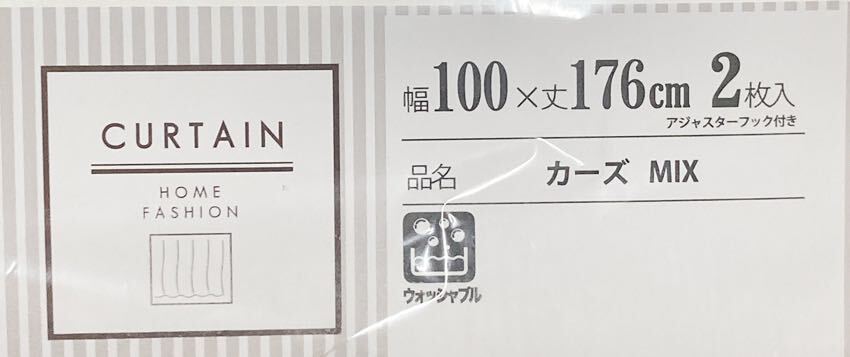 CURTAIN
HOME
FASHION
幅100×丈176cm 2枚入
アジャスターフック付き
品名 カーズ MIX
ウォッシャブル